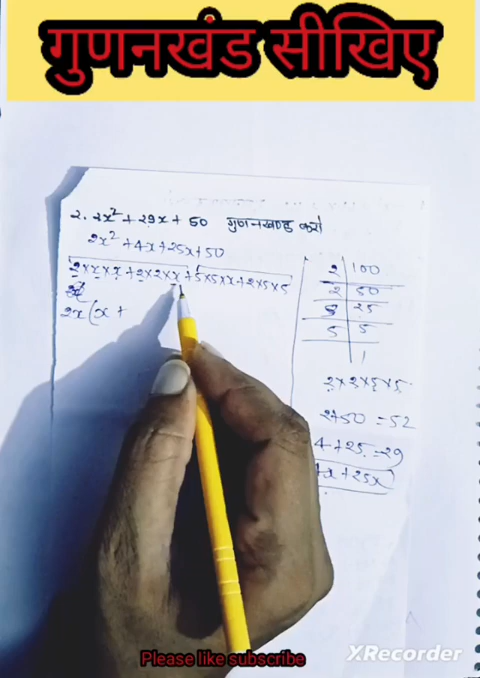 गुणनखंड सीखिए
2. 2x² + 29x + 50 गुणनखण्ड करो
2x² + 4x + 25x + 50
2×x×x + 2×2×x + 5×5×x + 2×5×5
2x (x +
2 | 100
2 | 50
5 | 25
5 | 5
1
2×2×5×5
2+50 = 52
4 + 25 = 29
4x + 25x
Please like subscribe
XRecorder